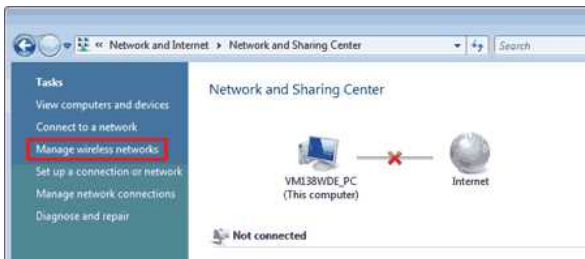 « Network and Internet ▸ Network and Sharing Center
Search
Tasks
View computers and devices
Connect to a network
Manage wireless networks
Set up a connection or network
Manage network connections
Diagnose and repair
Network and Sharing Center
VM138WDE_PC
(This computer)
Internet
Not connected